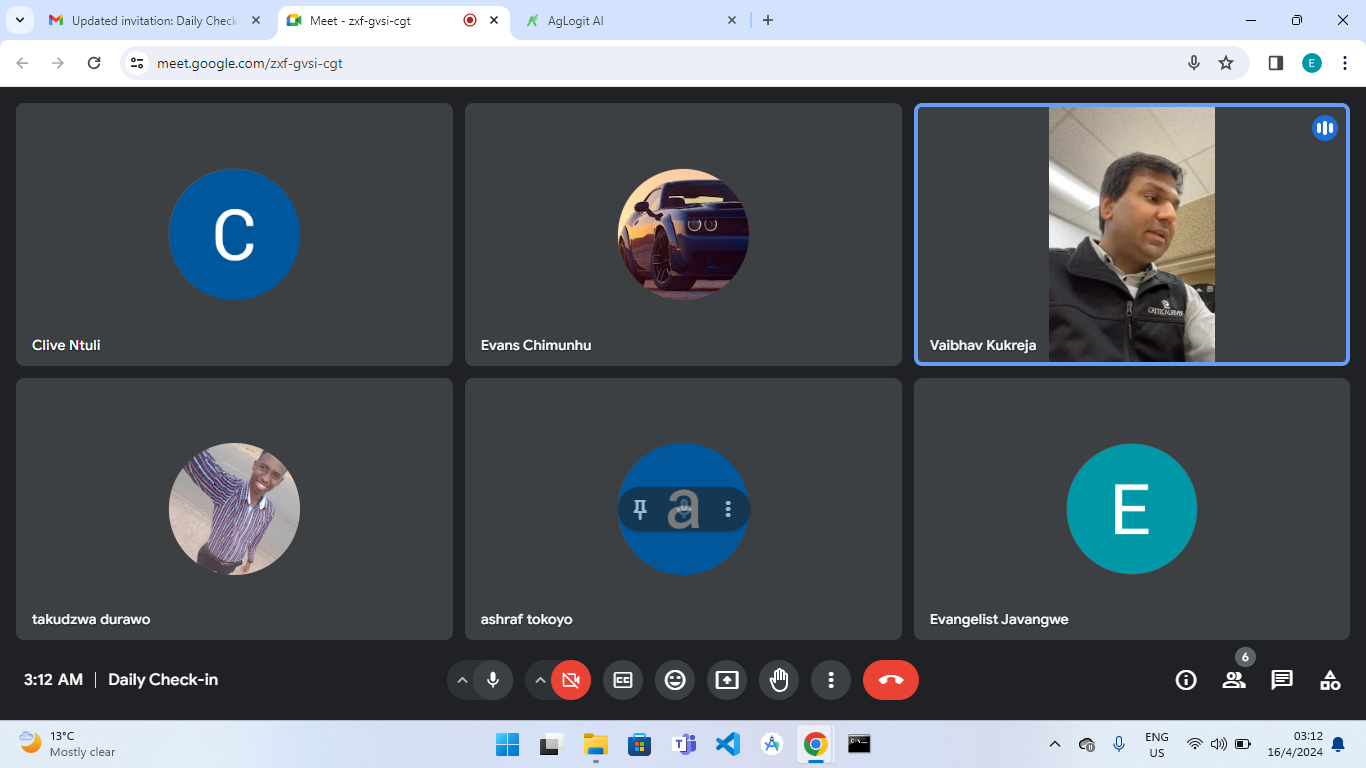 Updated invitation: Daily Check
Meet - zxf-gvsi-cgt
AgLogit AI
meet.google.com/zxf-gvsi-cgt
E
C
Clive Ntuli
Evans Chimunhu
Vaibhav Kukreja
takudzwa durawo
a
ashraf tokoyo
E
Evangelist Javangwe
3:12 AM
Daily Check-in
CC
6
13°C
Mostly clear
ENG
US
03:12
16/4/2024